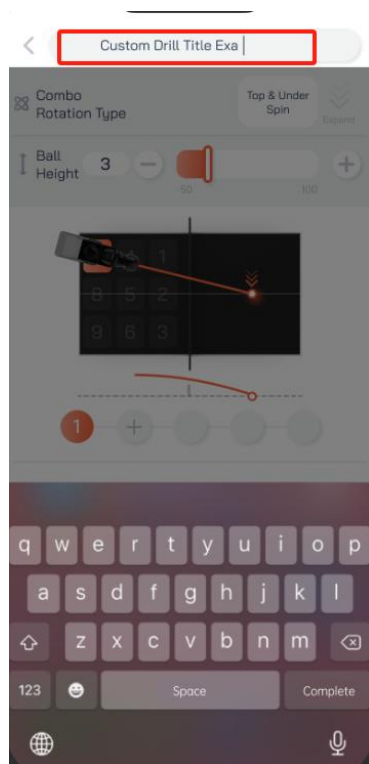 Custom Drill Title Exa
Combo
Rotation Type
Top & Under
Spin
Expand
Ball
Height
3
50
100
4 1
8 5 2
9 6 3
1
q w e r t y u i o p
a s d f g h j k l
z x c v b n m
123
Space
Complete